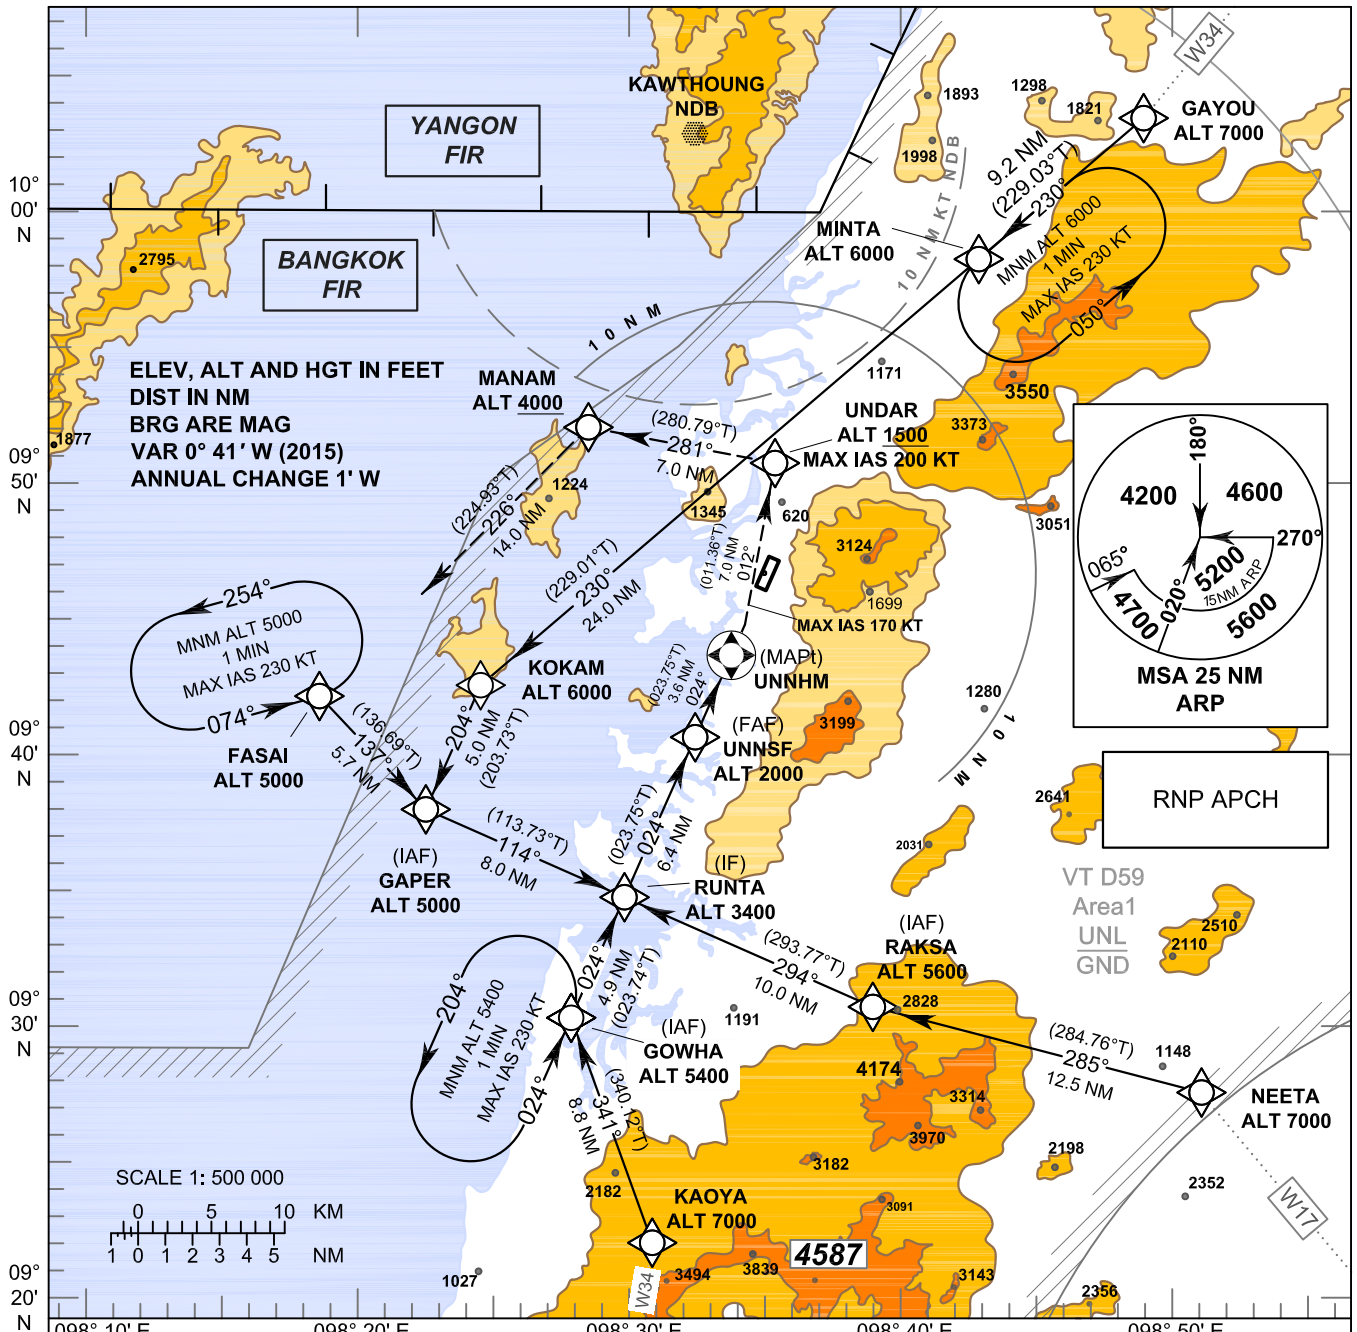 KAWTHOUNG
NDB
YANGON
FIR
BANGKOK
FIR
1893
1998
1298
1821
W34
GAYOU
ALT 7000
9.2 NM
(229.03°T)
230°
10 NM KT NDB
MINTA
ALT 6000
MNM ALT 6000
1 MIN
MAX IAS 230 KT
050°
10°
00'
N
2795
1877
ELEV, ALT AND HGT IN FEET
DIST IN NM
BRG ARE MAG
VAR 0° 41' W (2015)
ANNUAL CHANGE 1' W
10 NM
MANAM
ALT 4000
(280.79°T)
281°
7.0 NM
1171
3550
UNDAR
ALT 1500
MAX IAS 200 KT
3373
3051
09°
50'
N
1224
1345
620
(224.93°T)
226°
14.0 NM
(229.01°T)
230°
24.0 NM
(011.36°T)
7.0 NM
012°
3124
1699
MAX IAS 170 KT
180°
4200
4600
270°
065°
020°
5200
15NM ARP
4700
5600
MSA 25 NM
ARP
254°
MNM ALT 5000
1 MIN
MAX IAS 230 KT
074°
FASAI
ALT 5000
(136.69°T)
137°
5.7 NM
KOKAM
ALT 6000
204°
5.0 NM
(203.73°T)
(MAPt)
UNNHM
(023.75°T)
3.6 NM
024°
(FAF)
UNNSF
ALT 2000
3199
1280
10 NM
09°
40'
N
(IAF)
GAPER
ALT 5000
(113.73°T)
114°
8.0 NM
(023.75°T)
024°
6.4 NM
(IF)
RUNTA
ALT 3400
2031
2641
RNP APCH
VT D59
Area1
UNL
GND
2510
2110
(IAF)
RAKSA
ALT 5600
(293.77°T)
294°
10.0 NM
2828
204°
MNM ALT 5400
1 MIN
MAX IAS 230 KT
024°
024°
4.9 NM
(023.74°T)
(IAF)
GOWHA
ALT 5400
1191
09°
30'
N
(284.76°T)
285°
12.5 NM
1148
NEETA
ALT 7000
4174
3314
3970
3182
2198
2352
W17
(340.12°T)
341°
8.8 NM
2182
KAOYA
ALT 7000
3091
4587
3494
3839
3143
2356
W34
1027
SCALE 1: 500 000
0 5 10 KM
1 0 1 2 3 4 5 NM
09°
20'
N
098° 10' E 098° 20' E 098° 30' E 098° 40' E 098° 50' E